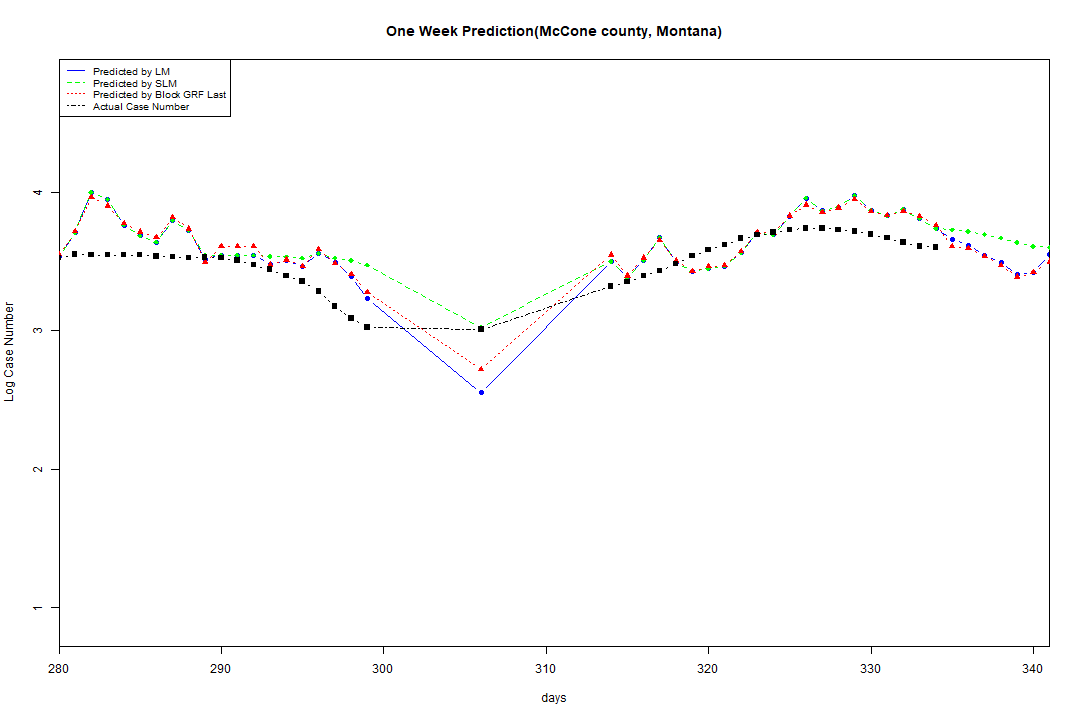 One Week Prediction(McCone county, Montana)
Predicted by LM
Predicted by SLM
Predicted by Block GRF Last
Actual Case Number
4
3
2
1
Log Case Number
280 290 300 310 320 330 340
days